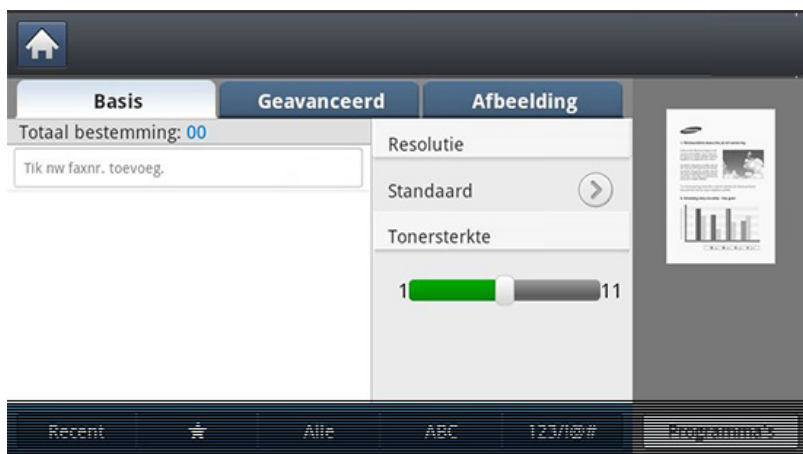 Basis
Geavanceerd
Afbeelding
Totaal bestemming: 00
Tik nw faxnr. toevoeg.
Resolutie
Standaard
Tonersterkte
1
11
Recent
Alle
ABC
123/!@#
Programma's